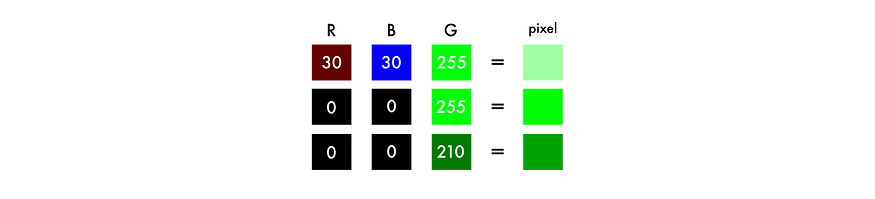 R B G pixel
30 30 255 =
0 0 255 =
0 0 210 =